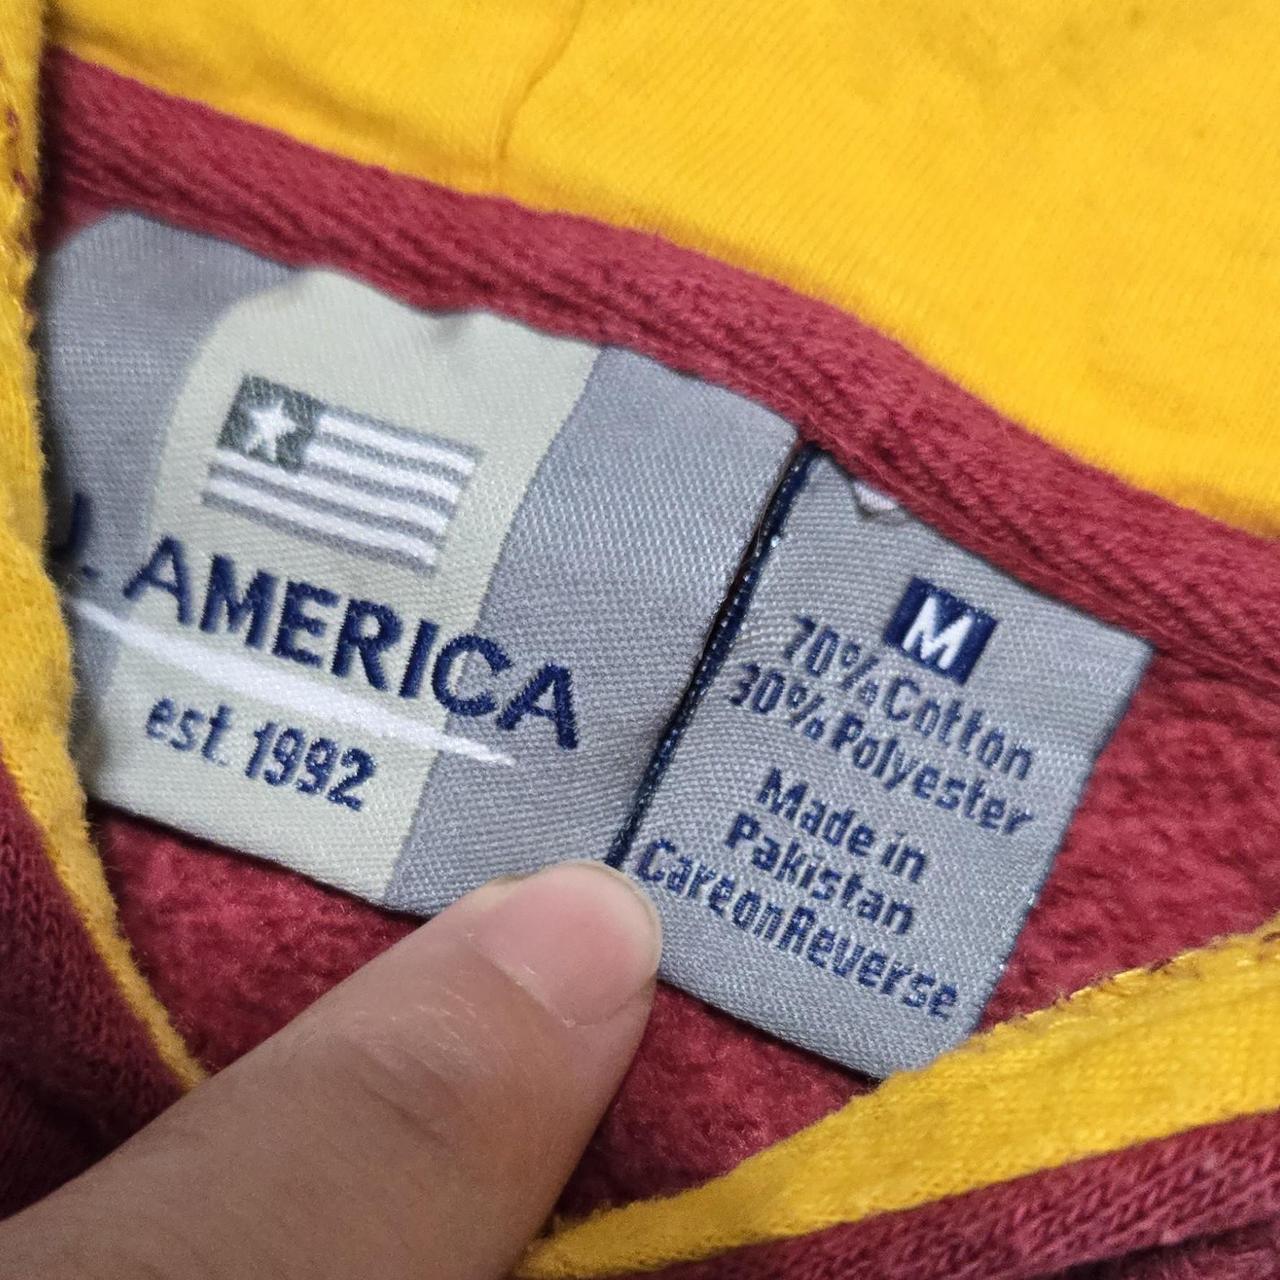 J. AMERICA
est. 1992
M
70% Cotton
30% Polyester
Made in
Pakistan
CareonReverse